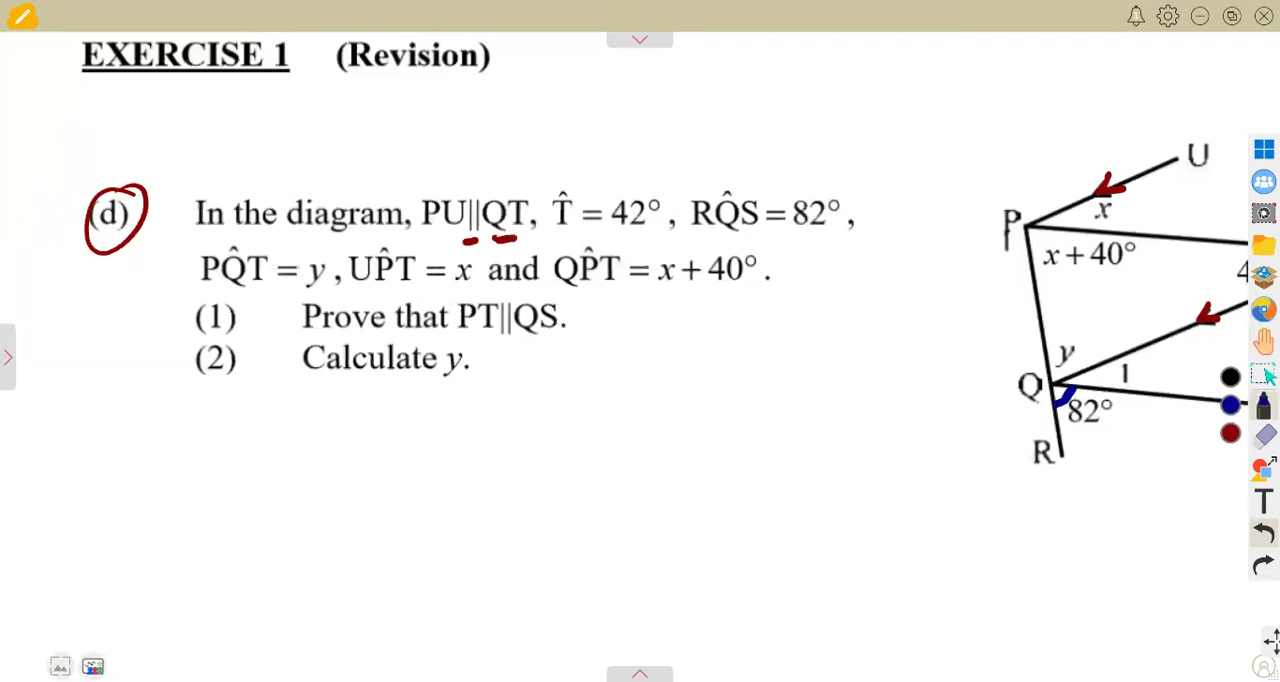 EXERCISE 1 (Revision)
(d) In the diagram, PU||QT, T̂ = 42°, RQ̂S = 82°,
PQ̂T = y, UP̂T = x and QP̂T = x + 40°.
(1) Prove that PT||QS.
(2) Calculate y.
U
x
P
x + 40°
4
y
Q
1
82°
R
T